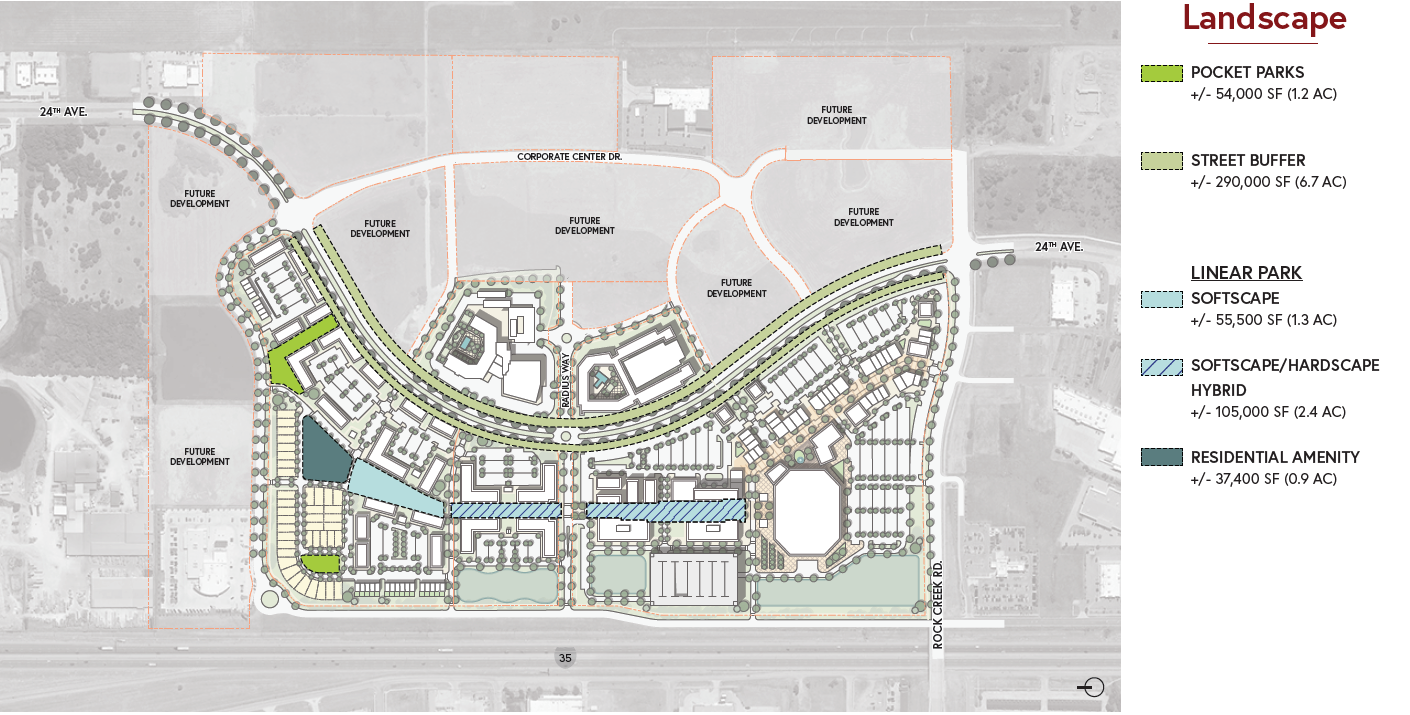 Landscape
POCKET PARKS
+/- 54,000 SF (1.2 AC)
STREET BUFFER
+/- 290,000 SF (6.7 AC)
LINEAR PARK
SOFTSCAPE
+/- 55,500 SF (1.3 AC)
SOFTSCAPE/HARDSCAPE
HYBRID
+/- 105,000 SF (2.4 AC)
RESIDENTIAL AMENITY
+/- 37,400 SF (0.9 AC)
24TH AVE.
FUTURE
DEVELOPMENT
CORPORATE CENTER DR.
FUTURE
DEVELOPMENT
FUTURE
DEVELOPMENT
FUTURE
DEVELOPMENT
FUTURE
DEVELOPMENT
24TH AVE.
FUTURE
DEVELOPMENT
RADIUS WAY
FUTURE
DEVELOPMENT
ROCK CREEK RD.
35